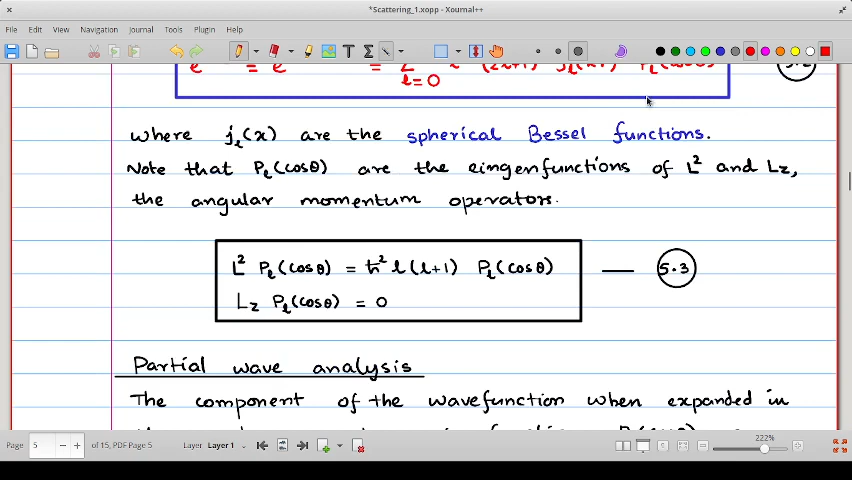 *Scattering_1.xopp - Xournal++
File Edit View Navigation Journal Tools Plugin Help
l=0
where jₗ(x) are the spherical Bessel functions.
Note that Pₗ(cosθ) are the eingenfunctions of L² and Lz,
the angular momentum operators.
L² Pₗ(cosθ) = ℏ² l(l+1) Pₗ(cosθ) — 5.3
Lz Pₗ(cosθ) = 0
Partial wave analysis
The component of the wavefunction when expanded in
Page 5 of 15, PDF Page 5 Layer Layer 1 222%